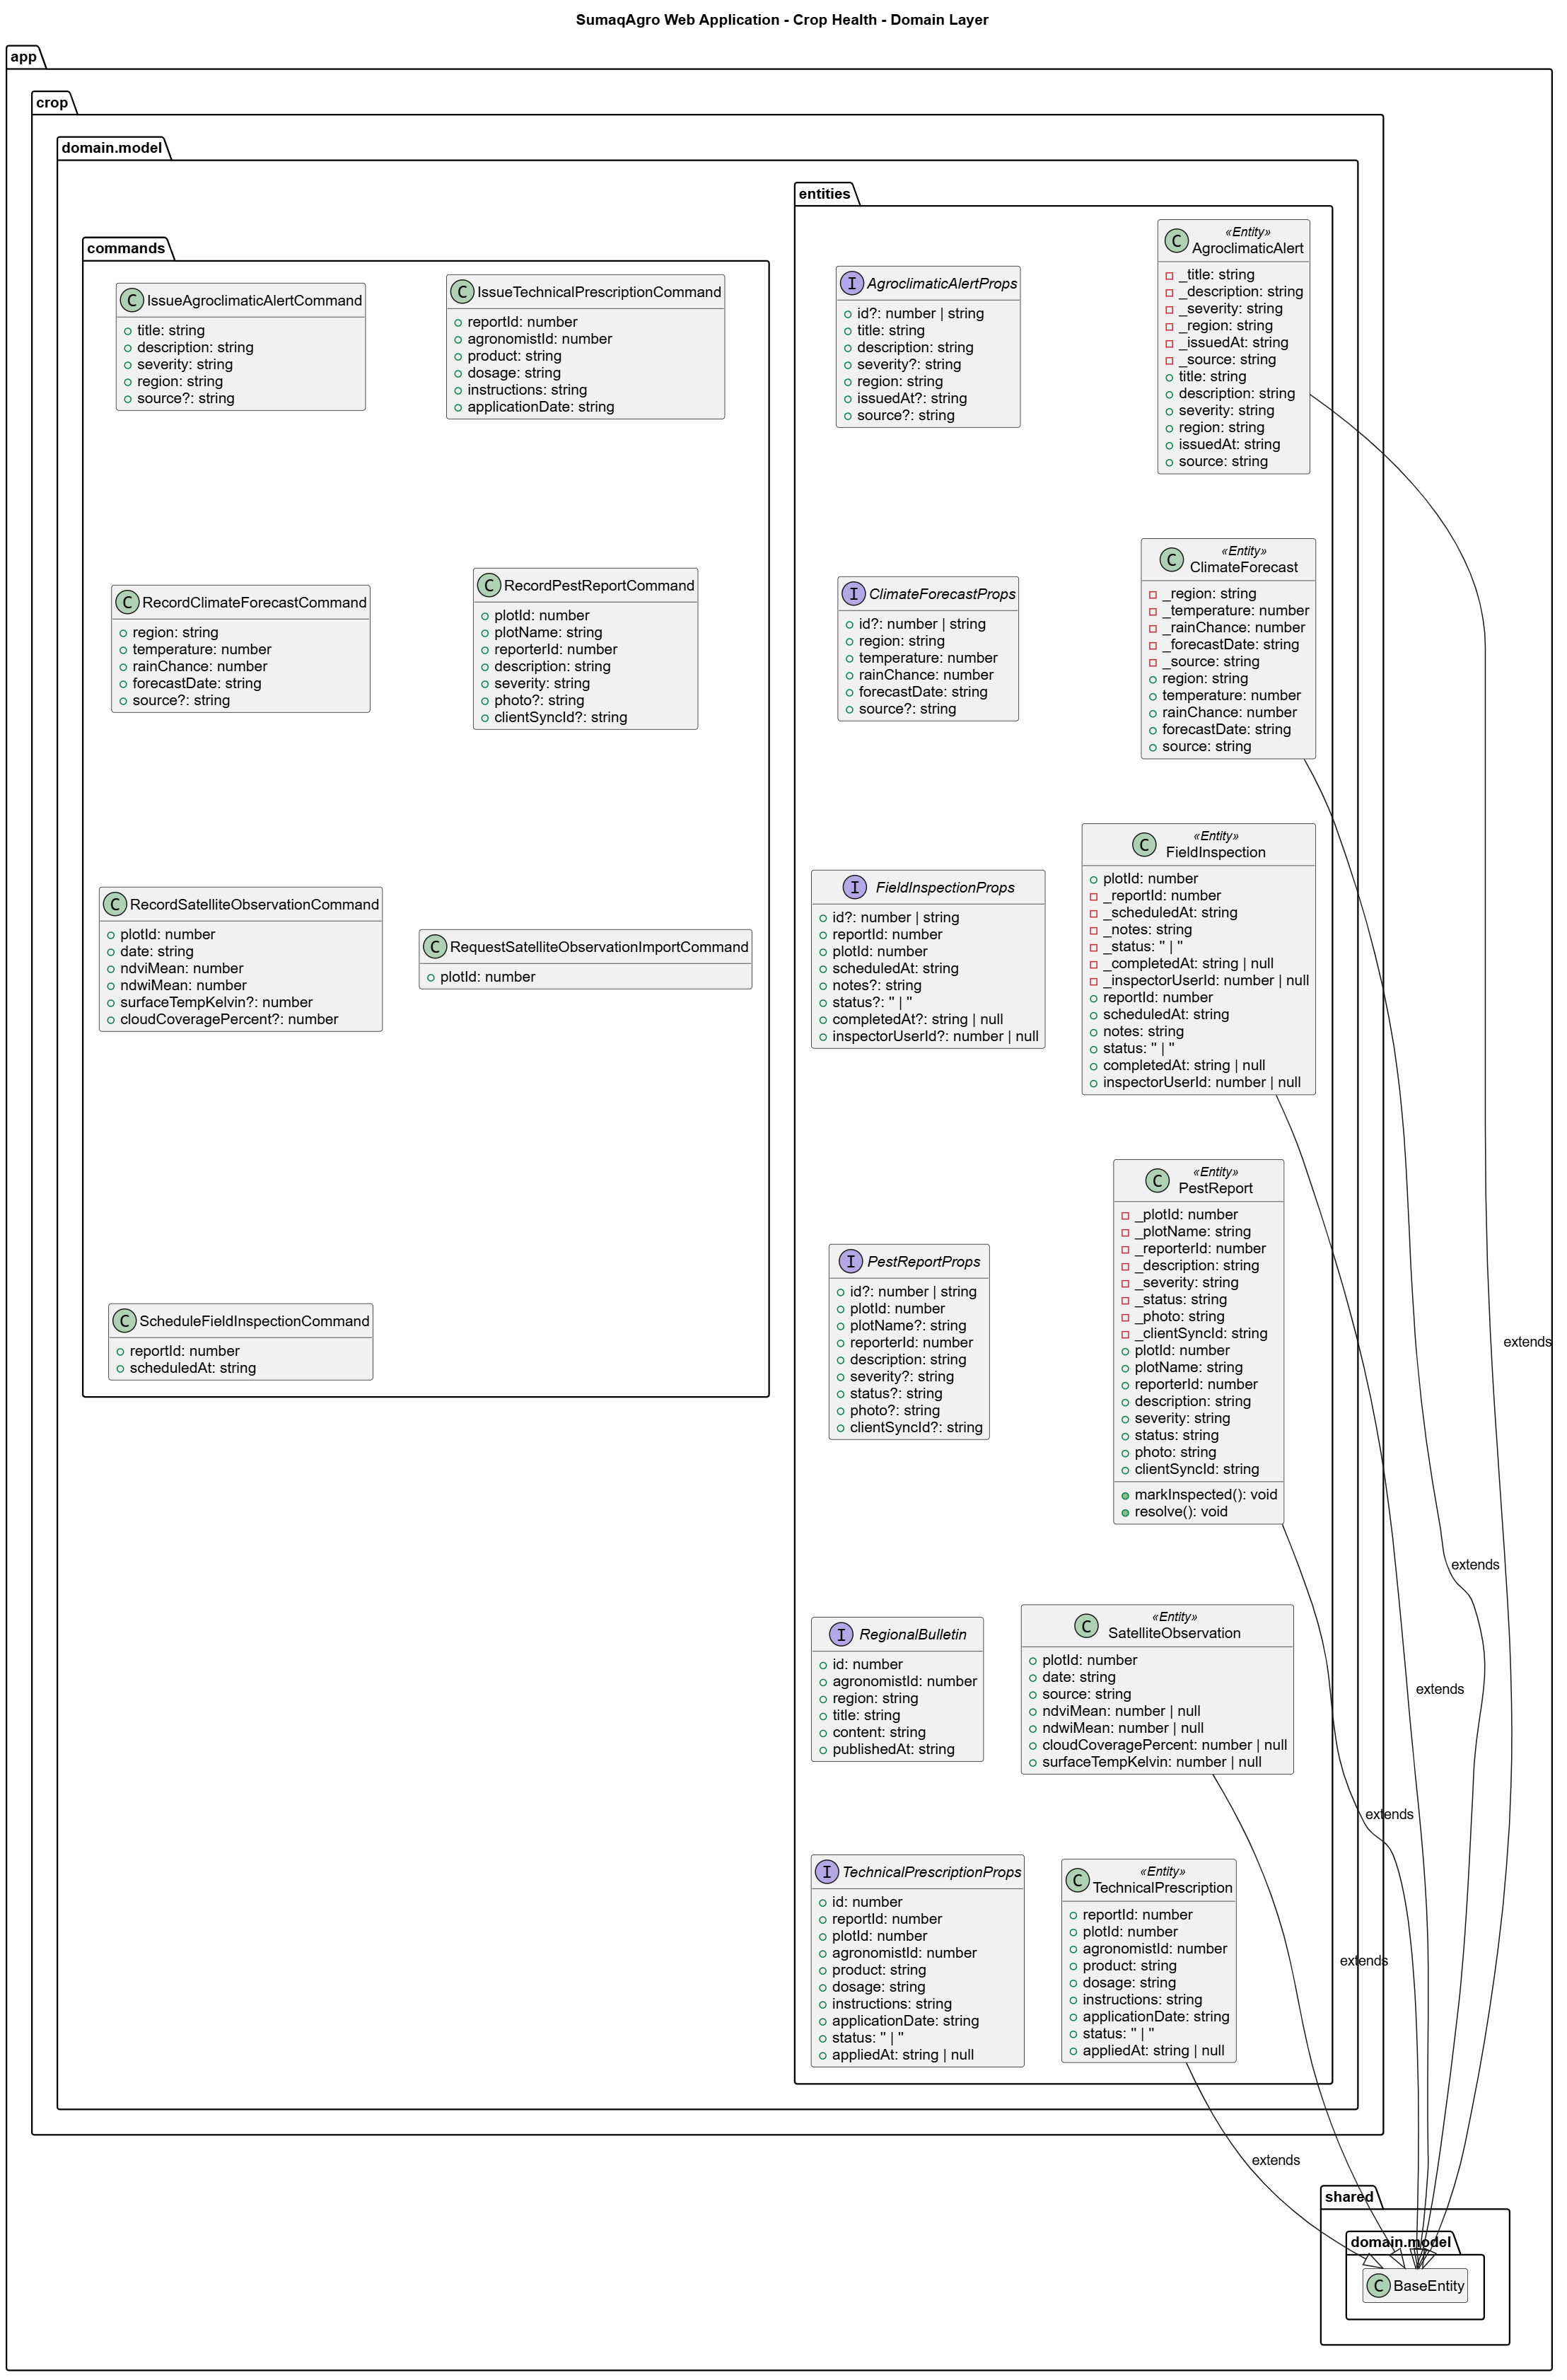 SumaqAgro Web Application - Crop Health - Domain Layer
app
crop
domain.model
commands
IssueAgroclimaticAlertCommand
title: string
description: string
severity: string
region: string
source?: string
IssueTechnicalPrescriptionCommand
reportId: number
agronomistId: number
product: string
dosage: string
instructions: string
applicationDate: string
RecordClimateForecastCommand
region: string
temperature: number
rainChance: number
forecastDate: string
source?: string
RecordPestReportCommand
plotId: number
plotName: string
reporterId: number
description: string
severity: string
photo?: string
clientSyncId?: string
RecordSatelliteObservationCommand
plotId: number
date: string
ndviMean: number
ndwiMean: number
surfaceTempKelvin?: number
cloudCoveragePercent?: number
RequestSatelliteObservationImportCommand
plotId: number
ScheduleFieldInspectionCommand
reportId: number
scheduledAt: string
entities
AgroclimaticAlertProps
id?: number | string
title: string
description: string
severity?: string
region: string
issuedAt?: string
source?: string
«Entity»
AgroclimaticAlert
_title: string
_description: string
_severity: string
_region: string
_issuedAt: string
_source: string
title: string
description: string
severity: string
region: string
issuedAt: string
source: string
ClimateForecastProps
id?: number | string
region: string
temperature: number
rainChance: number
forecastDate: string
source?: string
«Entity»
ClimateForecast
_region: string
_temperature: number
_rainChance: number
_forecastDate: string
_source: string
region: string
temperature: number
rainChance: number
forecastDate: string
source: string
FieldInspectionProps
id?: number | string
reportId: number
plotId: number
scheduledAt: string
notes?: string
status?: '' | ''
completedAt?: string | null
inspectorUserId?: number | null
«Entity»
FieldInspection
plotId: number
_reportId: number
_scheduledAt: string
_notes: string
_status: '' | ''
_completedAt: string | null
_inspectorUserId: number | null
reportId: number
scheduledAt: string
notes: string
status: '' | ''
completedAt: string | null
inspectorUserId: number | null
PestReportProps
id?: number | string
plotId: number
plotName?: string
reporterId: number
description: string
severity?: string
status?: string
photo?: string
clientSyncId?: string
«Entity»
PestReport
_plotId: number
_plotName: string
_reporterId: number
_description: string
_severity: string
_status: string
_photo: string
_clientSyncId: string
plotId: number
plotName: string
reporterId: number
description: string
severity: string
status: string
photo: string
clientSyncId: string
markInspected(): void
resolve(): void
RegionalBulletin
id: number
agronomistId: number
region: string
title: string
content: string
publishedAt: string
«Entity»
SatelliteObservation
plotId: number
date: string
source: string
ndviMean: number | null
ndwiMean: number | null
cloudCoveragePercent: number | null
surfaceTempKelvin: number | null
TechnicalPrescriptionProps
id: number
reportId: number
plotId: number
agronomistId: number
product: string
dosage: string
instructions: string
applicationDate: string
status: '' | ''
appliedAt: string | null
«Entity»
TechnicalPrescription
reportId: number
plotId: number
agronomistId: number
product: string
dosage: string
instructions: string
applicationDate: string
status: '' | ''
appliedAt: string | null
extends
extends
extends
extends
extends
extends
shared
domain.model
BaseEntity